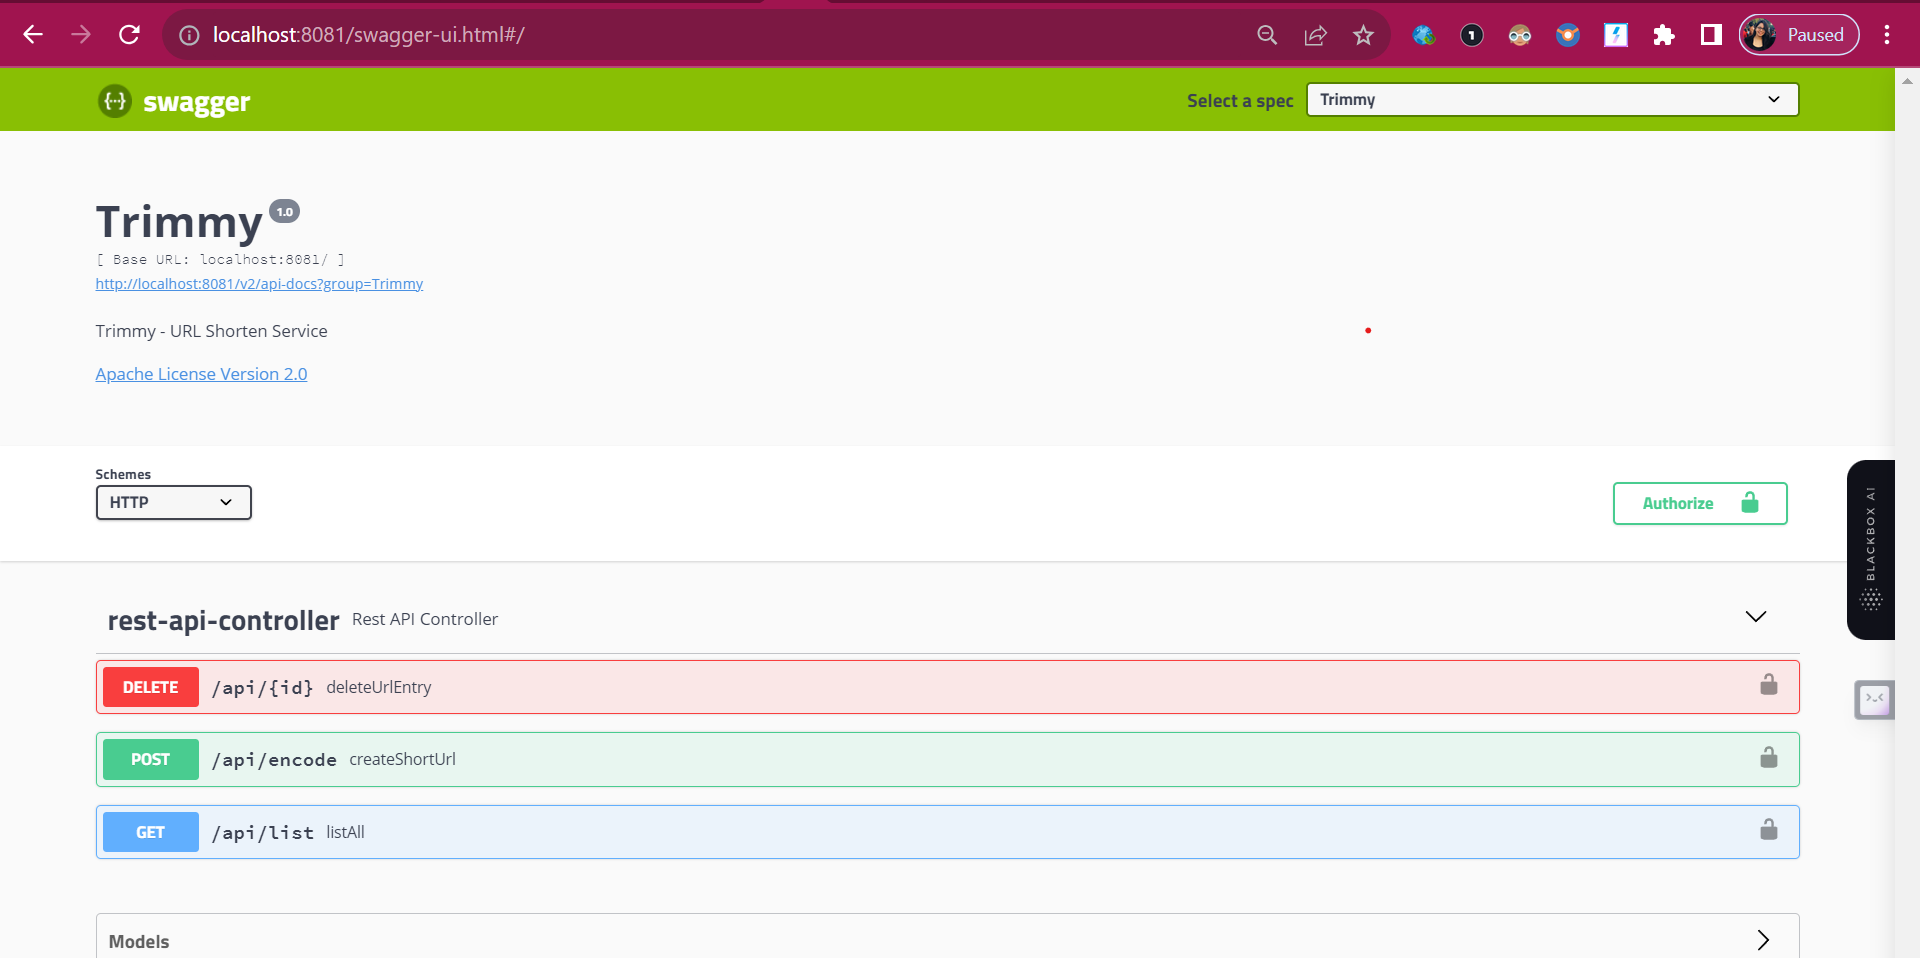 localhost:8081/swagger-ui.html#/
1
Paused
{···} swagger
Select a spec
Trimmy
Trimmy 1.0
[ Base URL: localhost:8081/ ]
http://localhost:8081/v2/api-docs?group=Trimmy
Trimmy - URL Shorten Service
Apache License Version 2.0
Schemes
HTTP
Authorize
BLACKBOX AI
rest-api-controller Rest API Controller
DELETE /api/{id} deleteUrlEntry
POST /api/encode createShortUrl
GET /api/list listAll
Models